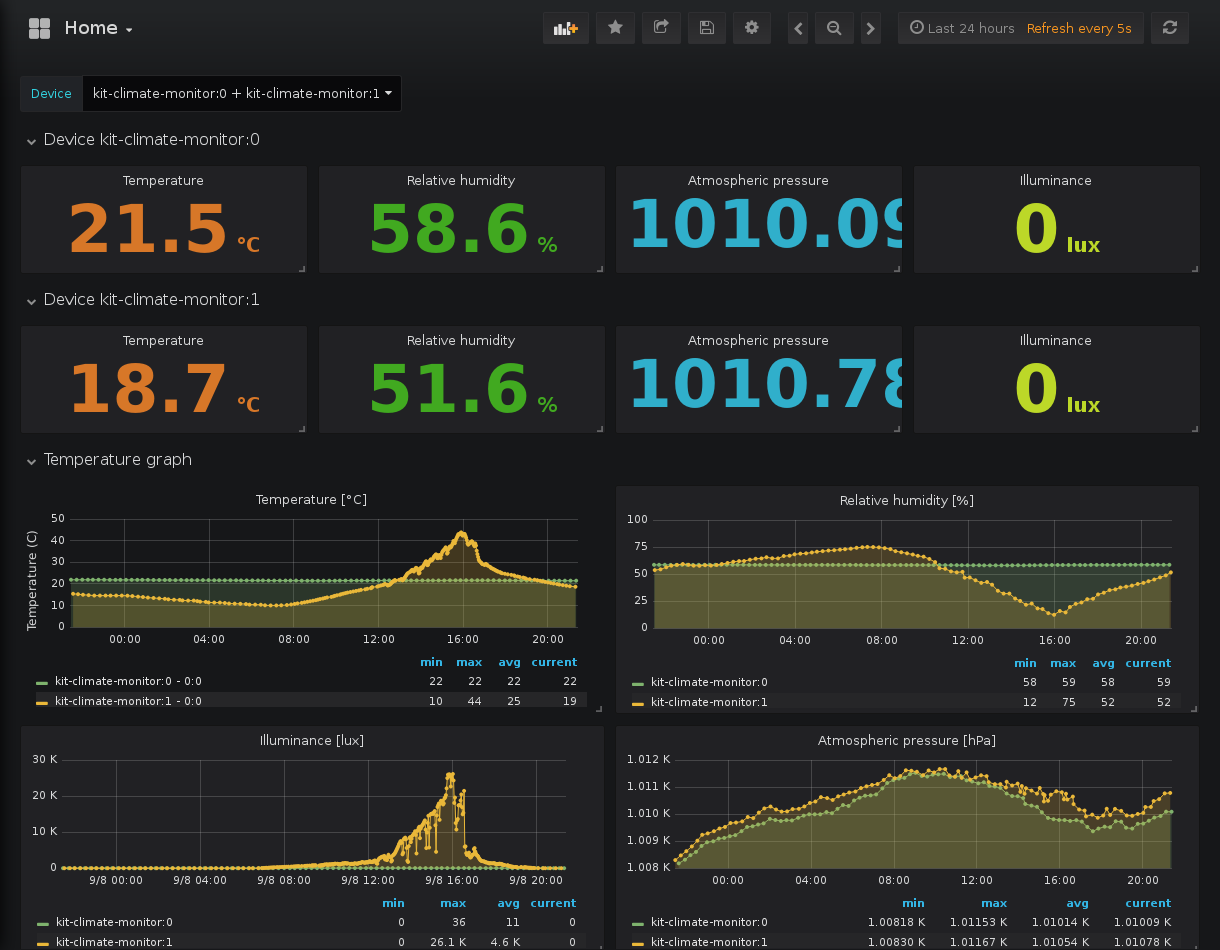 Home
Last 24 hours Refresh every 5s
Device kit-climate-monitor:0 + kit-climate-monitor:1
Device kit-climate-monitor:0
Temperature Relative humidity Atmospheric pressure Illuminance
21.5 °C 58.6 % 1010.09 0 lux
Device kit-climate-monitor:1
Temperature Relative humidity Atmospheric pressure Illuminance
18.7 °C 51.6 % 1010.78 0 lux
Temperature graph
Temperature [°C]
Temperature (C)
50
40
30
20
10
0
00:00 04:00 08:00 12:00 16:00 20:00
min max avg current
kit-climate-monitor:0 - 0:0 22 22 22 22
kit-climate-monitor:1 - 0:0 10 44 25 19
Relative humidity [%]
100
75
50
25
0
00:00 04:00 08:00 12:00 16:00 20:00
min max avg current
kit-climate-monitor:0 58 59 58 59
kit-climate-monitor:1 12 75 52 52
Illuminance [lux]
30 K
20 K
10 K
0
9/8 00:00 9/8 04:00 9/8 08:00 9/8 12:00 9/8 16:00 9/8 20:00
min max avg current
kit-climate-monitor:0 0 36 11 0
kit-climate-monitor:1 0 26.1 K 4.6 K 0
Atmospheric pressure [hPa]
1.012 K
1.011 K
1.010 K
1.009 K
1.008 K
00:00 04:00 08:00 12:00 16:00 20:00
min max avg current
kit-climate-monitor:0 1.00818 K 1.01153 K 1.01014 K 1.01009 K
kit-climate-monitor:1 1.00830 K 1.01167 K 1.01054 K 1.01078 K